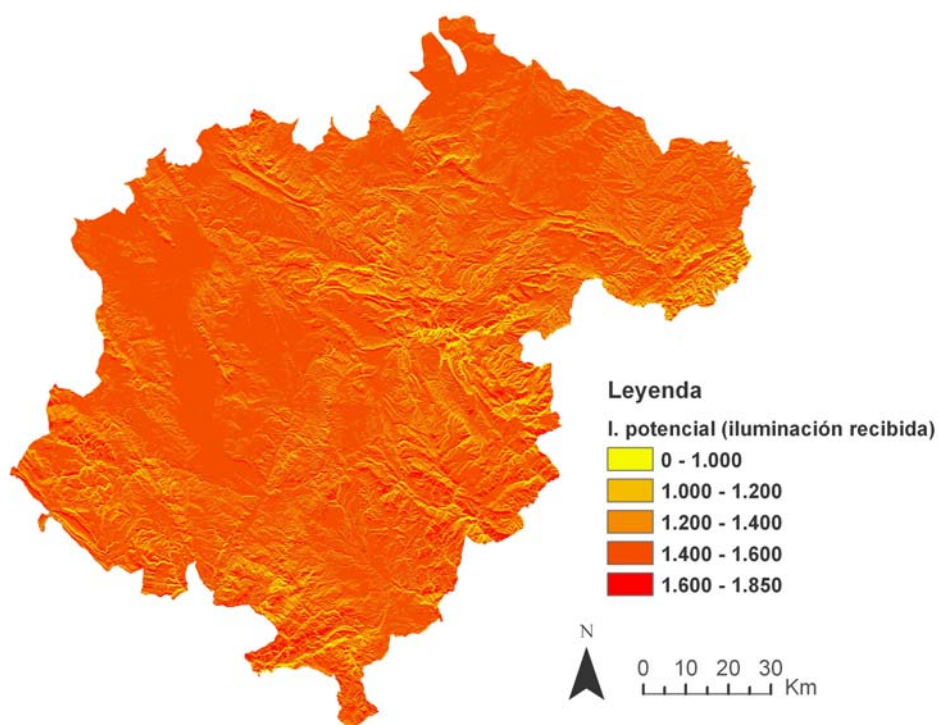 Leyenda
I. potencial (iluminación recibida)
0 - 1.000
1.000 - 1.200
1.200 - 1.400
1.400 - 1.600
1.600 - 1.850
N
0 10 20 30
Km